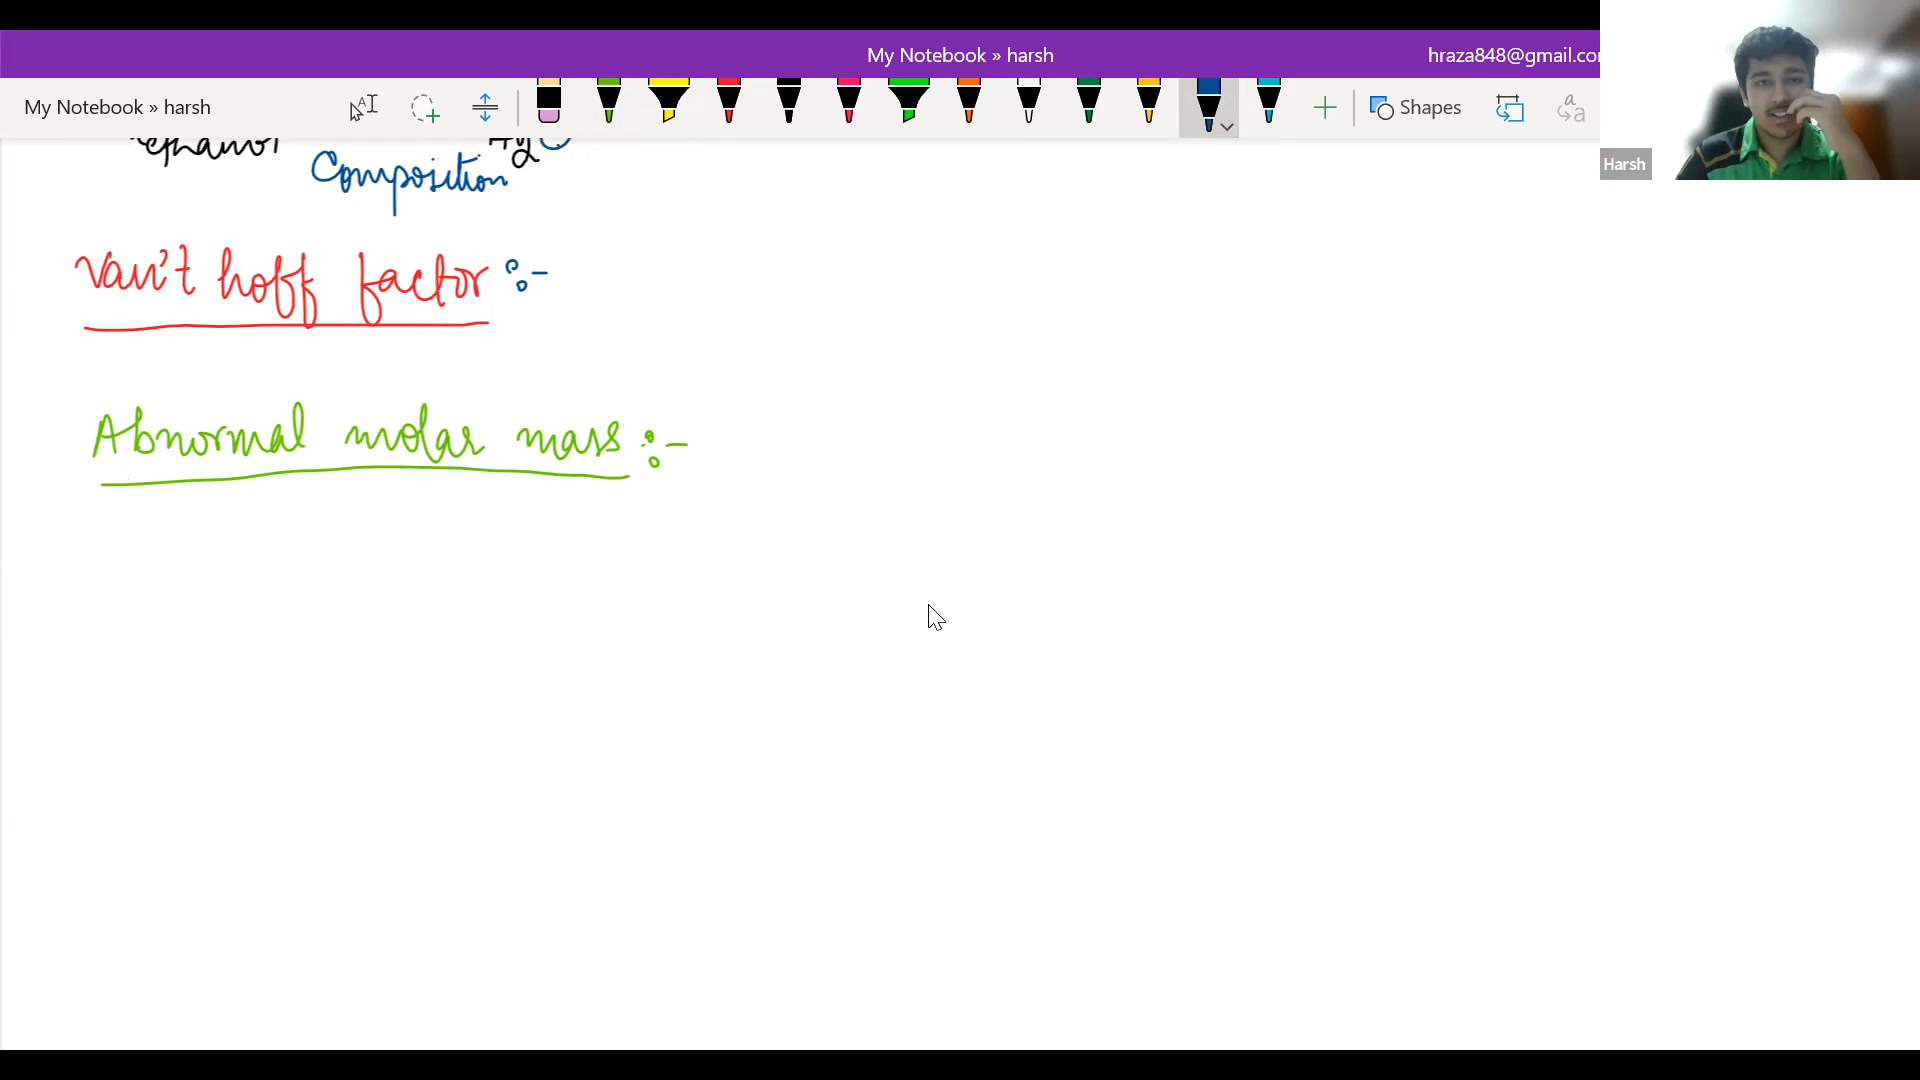 My Notebook » harsh
hraza848@gmail.co
My Notebook » harsh
Shapes
Harsh
Composition
Van't hoff factor :-
Abnormal molar mass :-